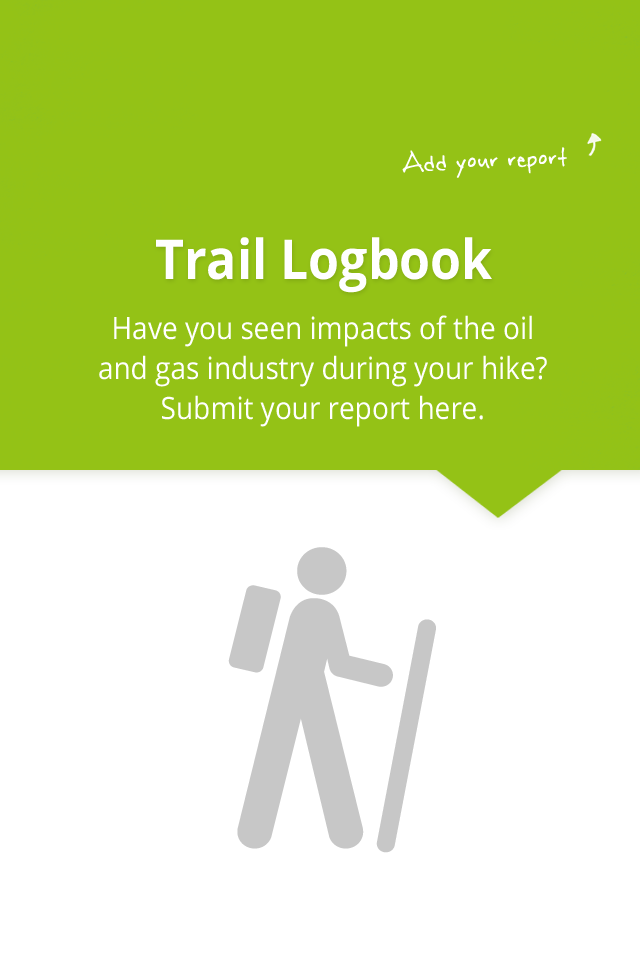 Add your report
Trail Logbook
Have you seen impacts of the oil
and gas industry during your hike?
Submit your report here.